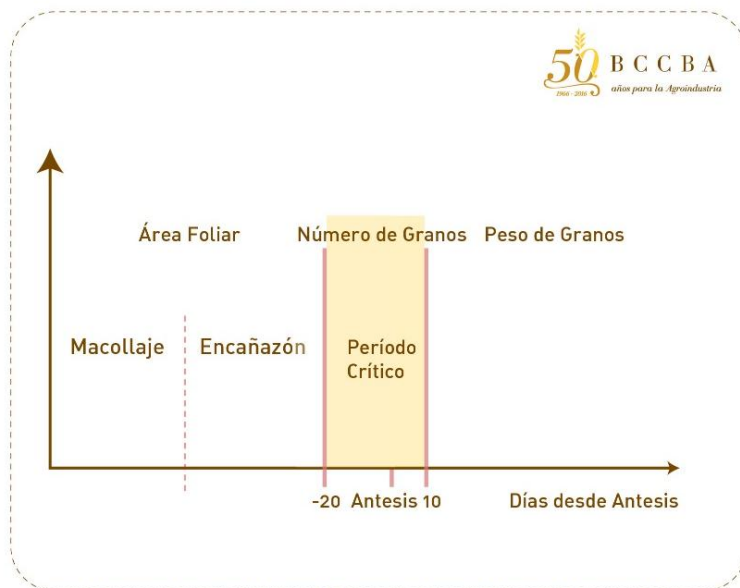 50 BCCBA
1966 - 2016 años para la Agroindustria
Área Foliar Número de Granos Peso de Granos
Macollaje Encañazón Período
Crítico
-20 Antesis 10 Días desde Antesis